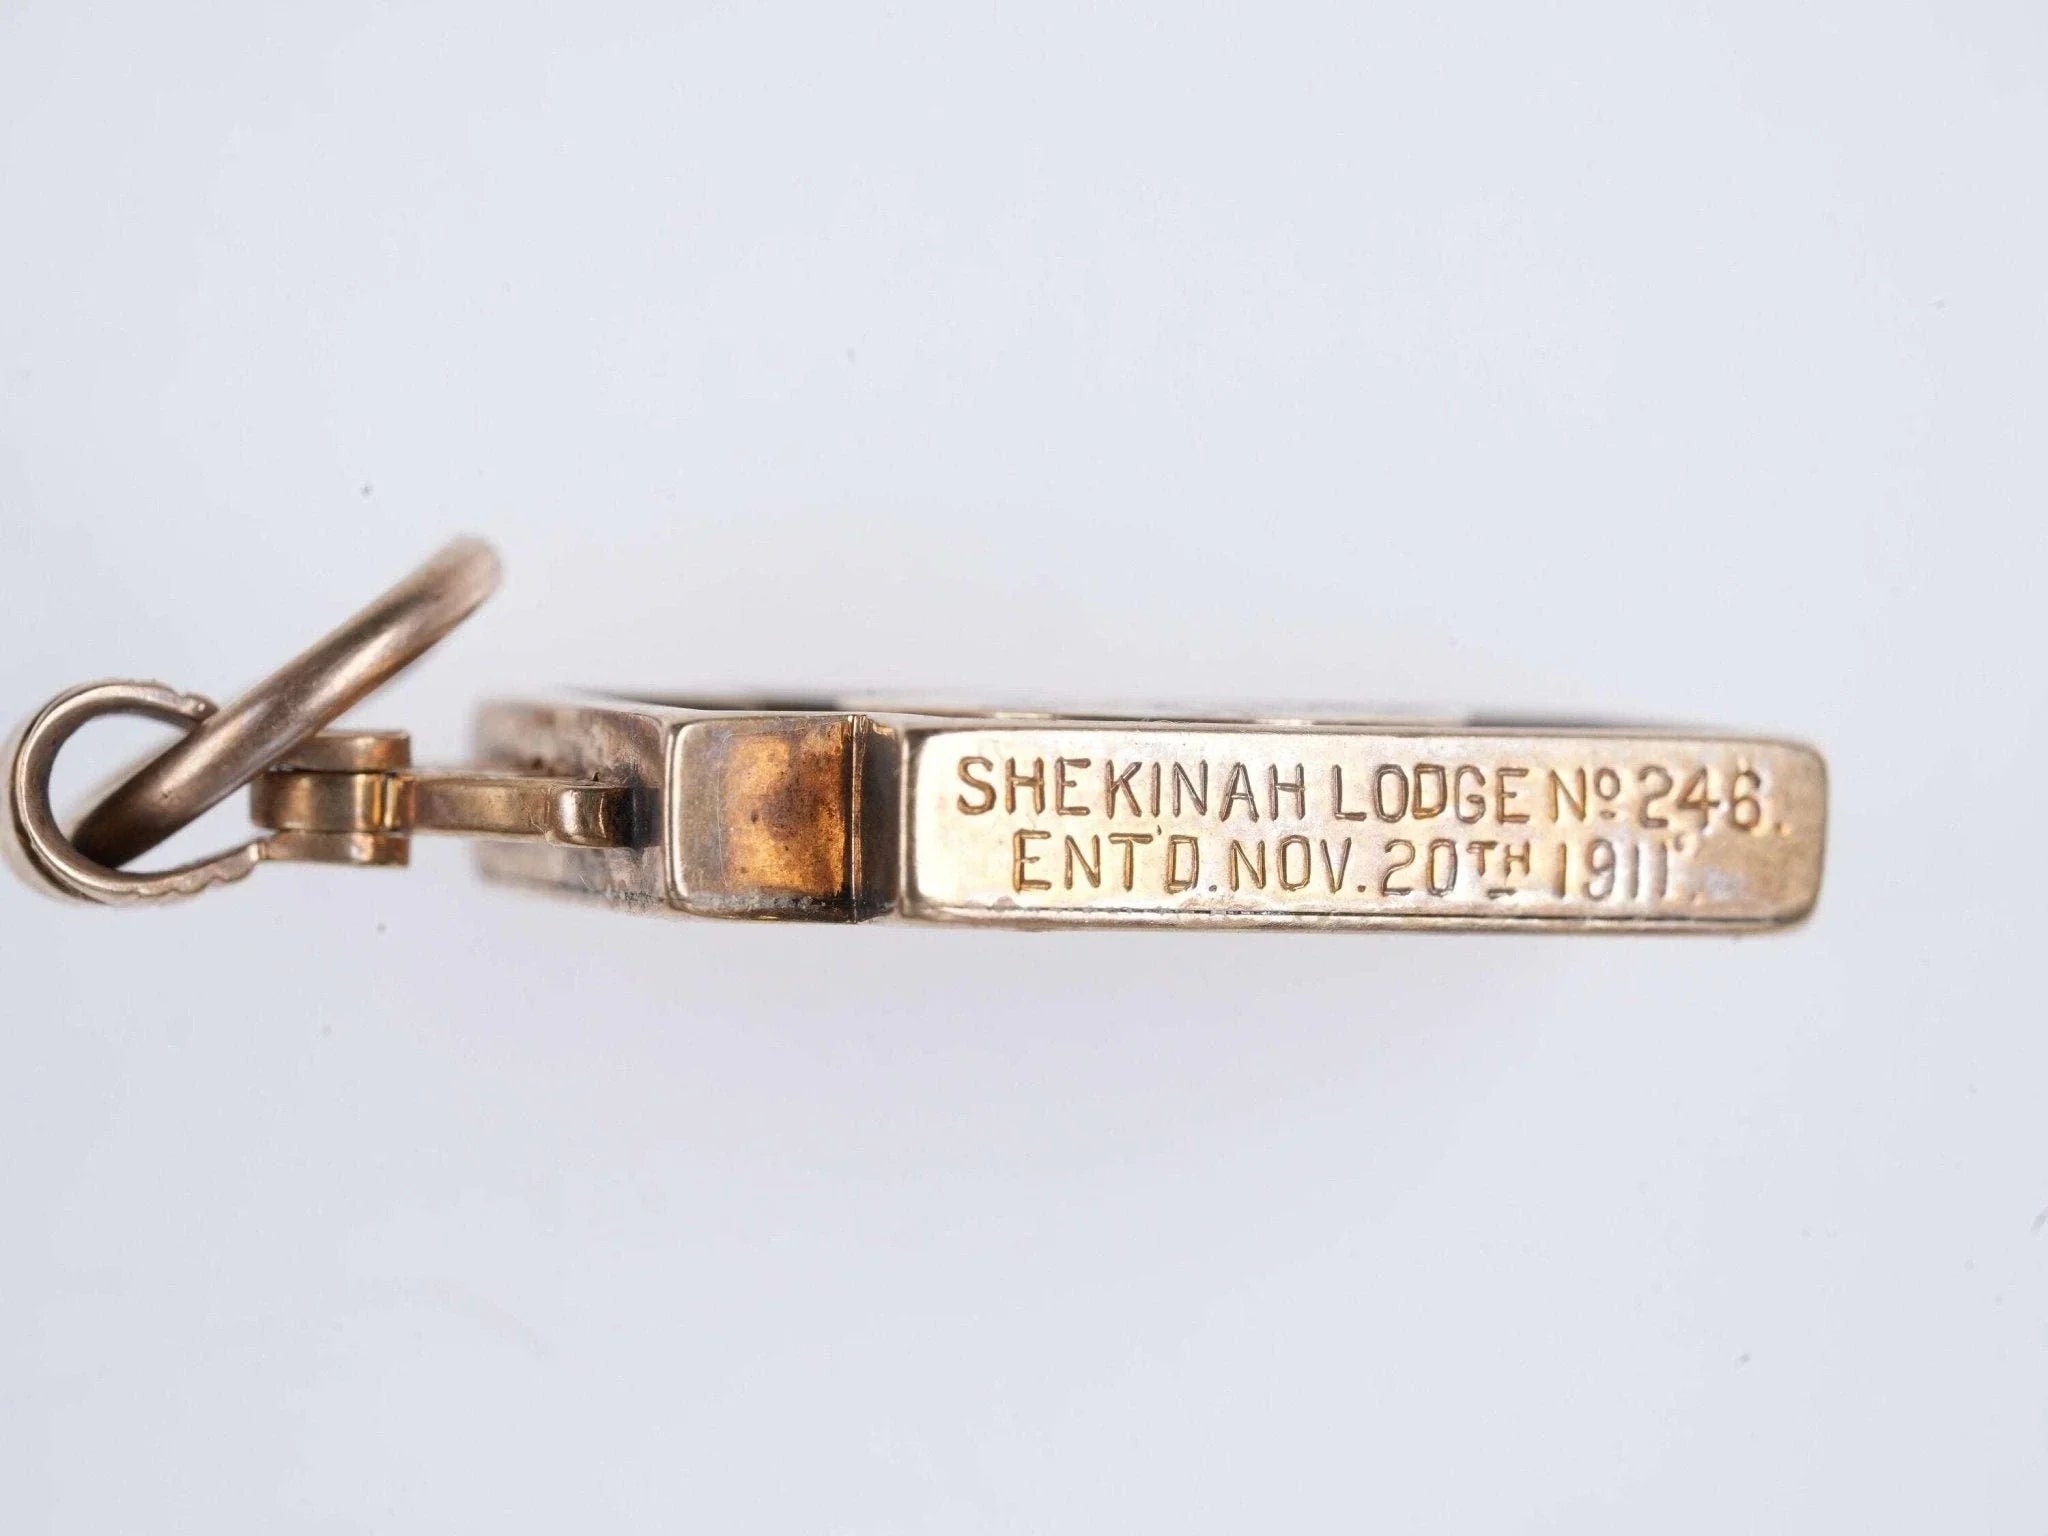 SHEKINAH LODGE Nº 246.
ENT'D. NOV. 20TH 1911.